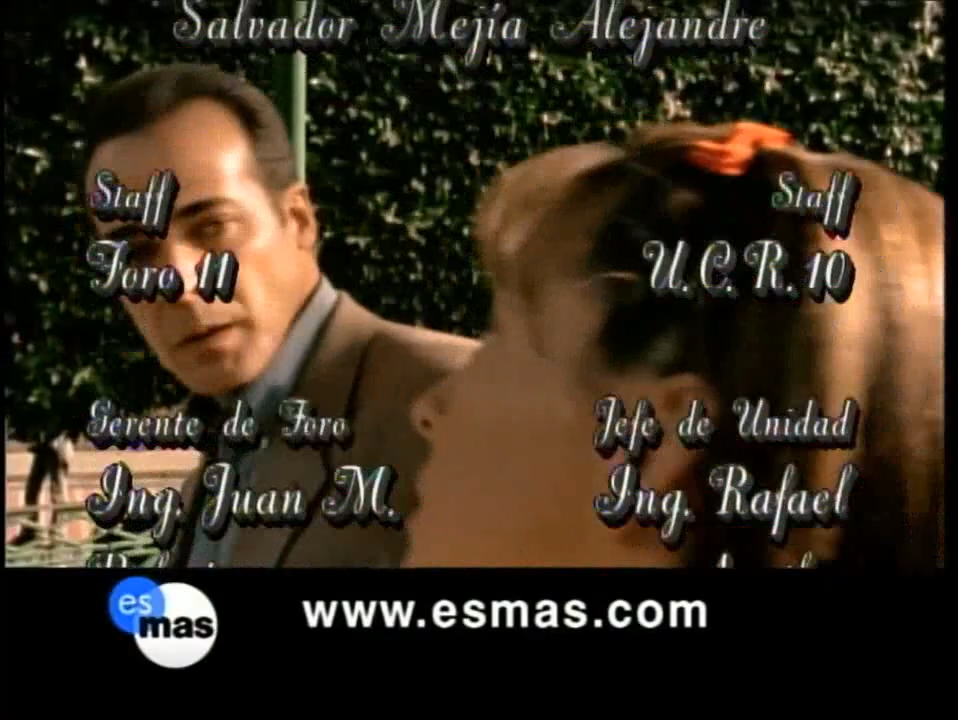 Salvador Mejía Alejandre
Staff
Foro 11
Staff
U. C. R. 10
Gerente de Foro
Ing. Juan M.
Jefe de Unidad
Ing. Rafael
es
mas
www.esmas.com